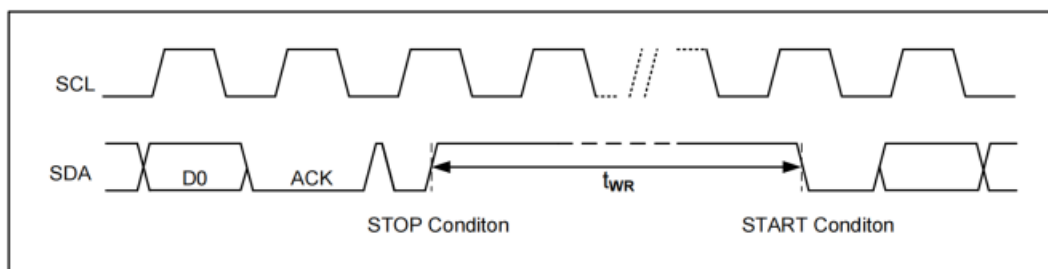 SCL
SDA
D0
ACK
tWR
STOP Conditon
START Conditon